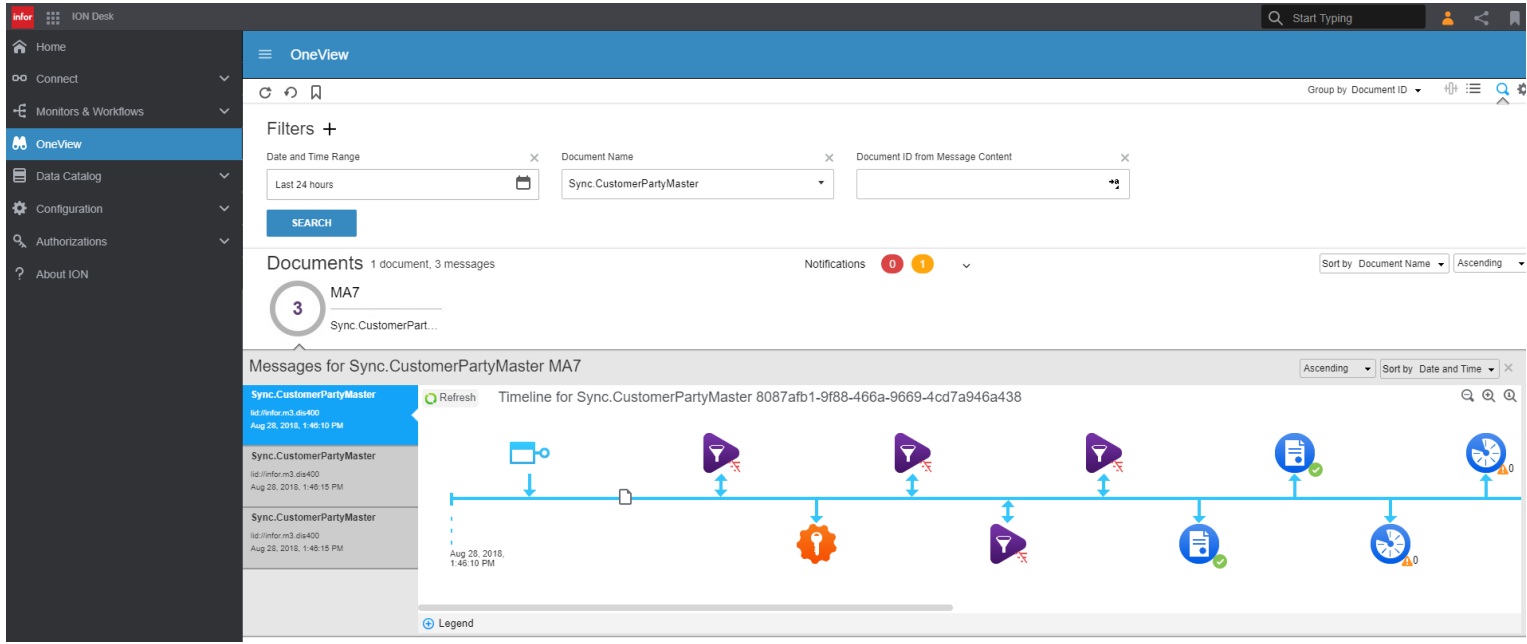 infor ION Desk Start Typing
Home
Connect
Monitors & Workflows
OneView
Data Catalog
Configuration
Authorizations
About ION
OneView
Group by Document ID
Filters +
Date and Time Range Document Name Document ID from Message Content
Last 24 hours Sync.CustomerPartyMaster
SEARCH
Documents 1 document, 3 messages Notifications 0 1 Sort by Document Name Ascending
3 MA7
Sync.CustomerPart...
Messages for Sync.CustomerPartyMaster MA7 Ascending Sort by Date and Time
Sync.CustomerPartyMaster
lid://infor.m3.dis400
Aug 28, 2018, 1:46:10 PM
Sync.CustomerPartyMaster
lid://infor.m3.dis400
Aug 28, 2018, 1:46:15 PM
Sync.CustomerPartyMaster
lid://infor.m3.dis400
Aug 28, 2018, 1:46:15 PM
Refresh Timeline for Sync.CustomerPartyMaster 8087afb1-9f88-466a-9669-4cd7a946a438
0
0
Aug 28, 2018,
1:46:10 PM
Legend